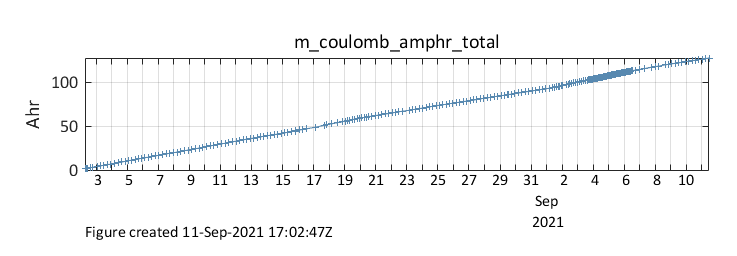 m_coulomb_amphr_total
Ahr
100
50
0
3 5 7 9 11 13 15 17 19 21 23 25 27 29 31 2 4 6 8 10
Sep
2021
Figure created 11-Sep-2021 17:02:47Z